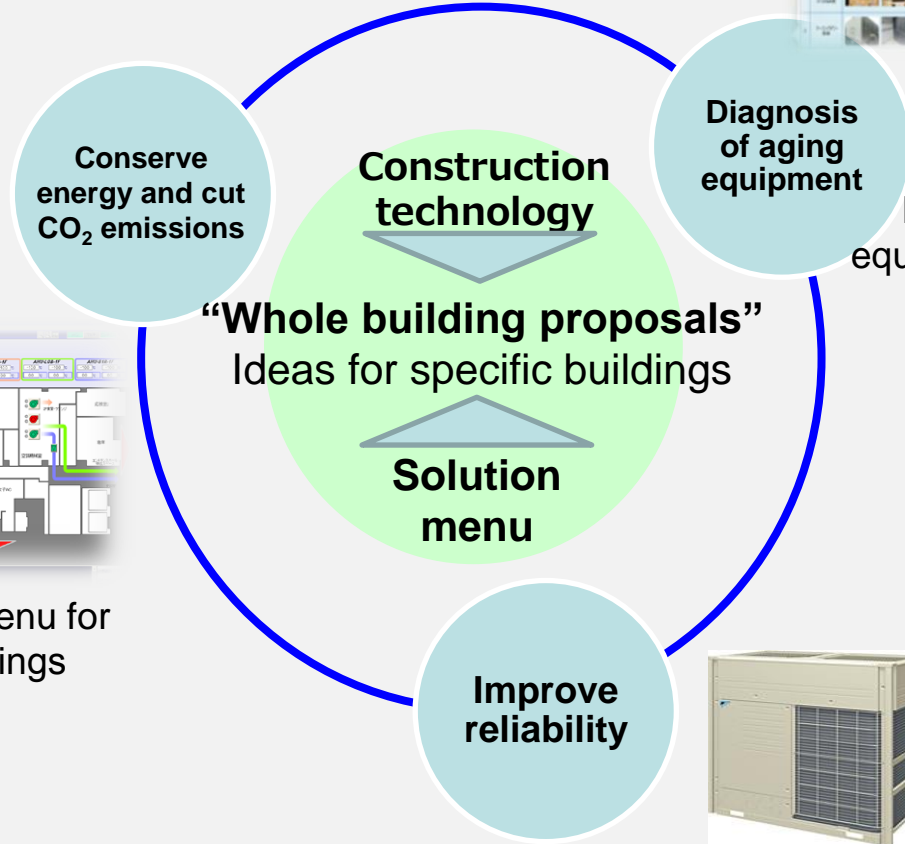 Conserve
energy and cut
CO₂ emissions
Diagnosis
of aging
equipment
equ
Construction
technology
“Whole building proposals”
Ideas for specific buildings
Solution
menu
enu for
ings
Improve
reliability